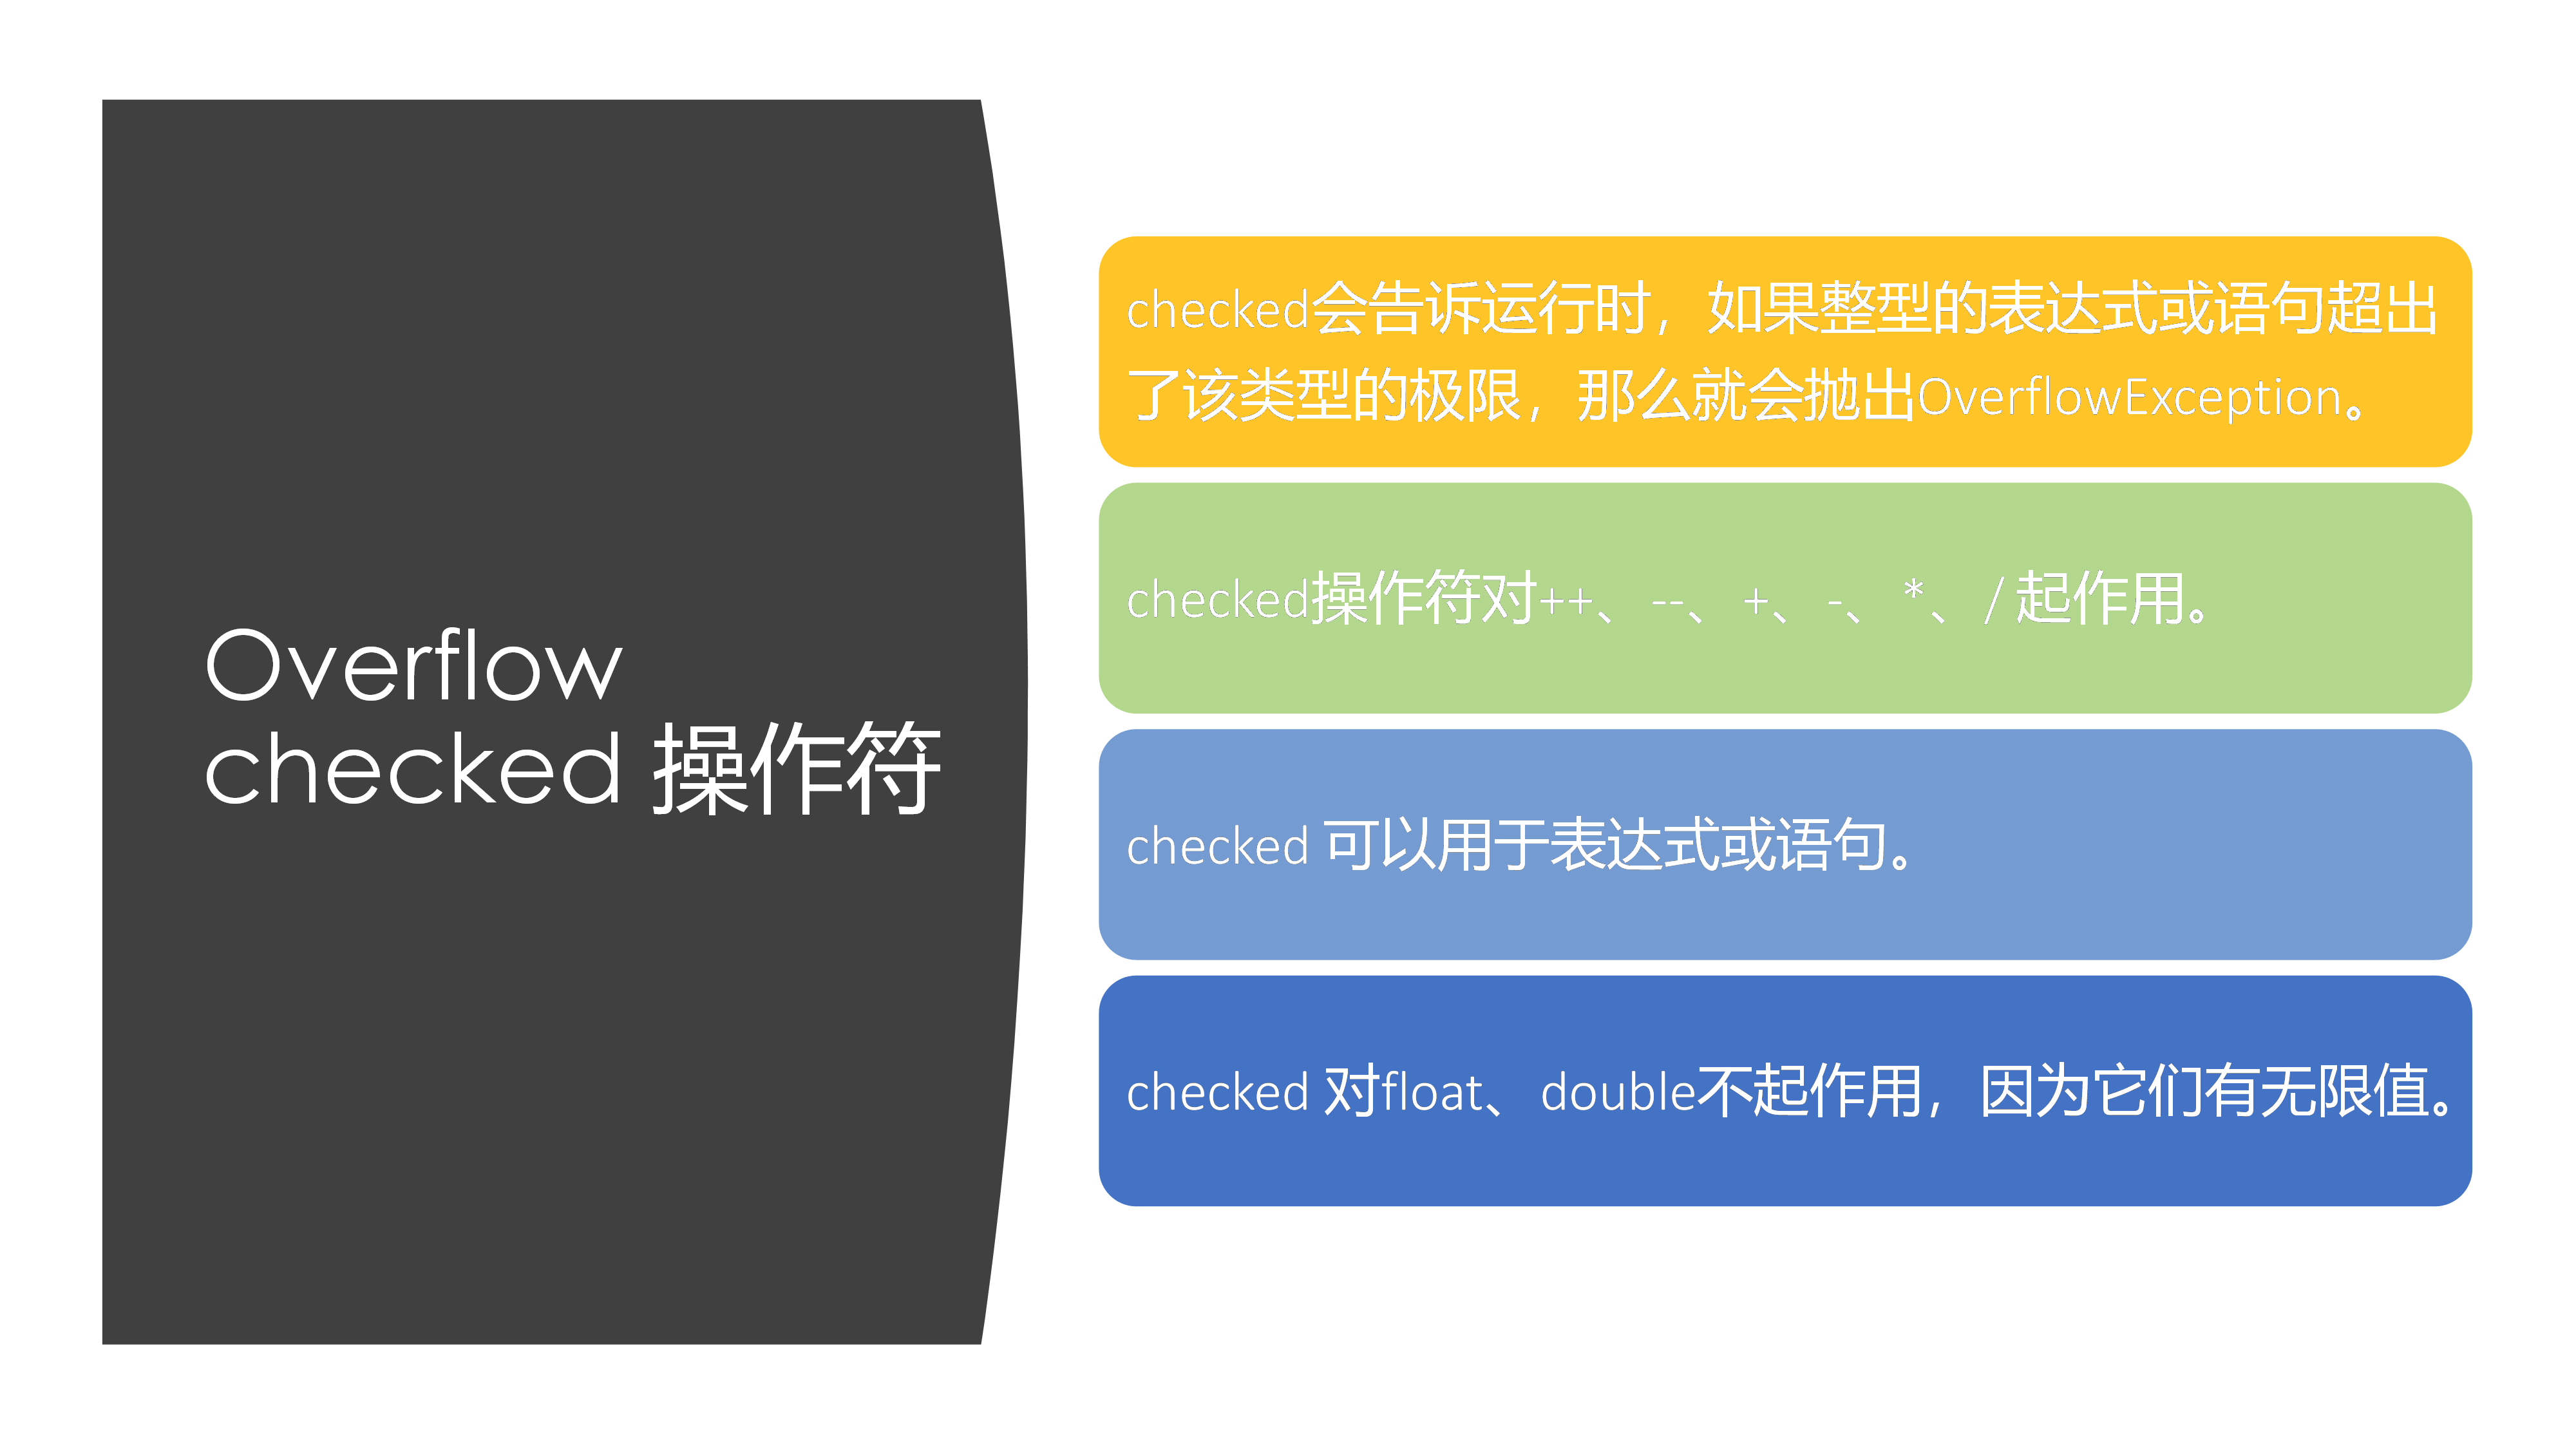 Overflow
checked 操作符
checked会告诉运行时，如果整型的表达式或语句超出
了该类型的极限，那么就会抛出OverflowException。
checked操作符对++、--、+、-、*、/ 起作用。
checked 可以用于表达式或语句。
checked 对float、double不起作用，因为它们有无限值。